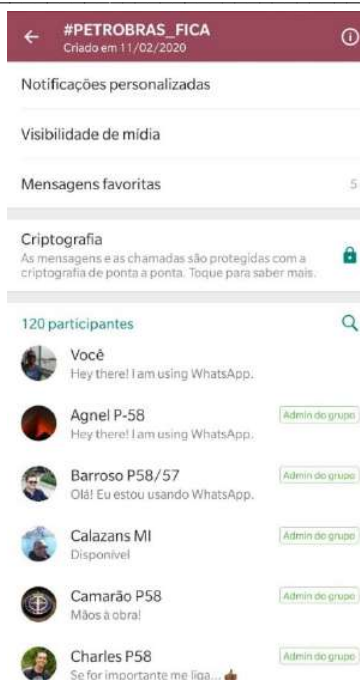 #PETROBRAS_FICA
Criado em 11/02/2020
Notificações personalizadas
Visibilidade de mídia
Mensagens favoritas 5
Criptografia
As mensagens e as chamadas são protegidas com a
criptografia de ponta a ponta. Toque para saber mais.
120 participantes
Você
Hey there! I am using WhatsApp.
Agnel P-58 Admin do grupo
Hey there! I am using WhatsApp.
Barroso P58/57 Admin do grupo
Olá! Eu estou usando WhatsApp.
Calazans MI Admin do grupo
Disponível
Camarão P58 Admin do grupo
Mãos à obra!
Charles P58 Admin do grupo
Se for importante me liga...